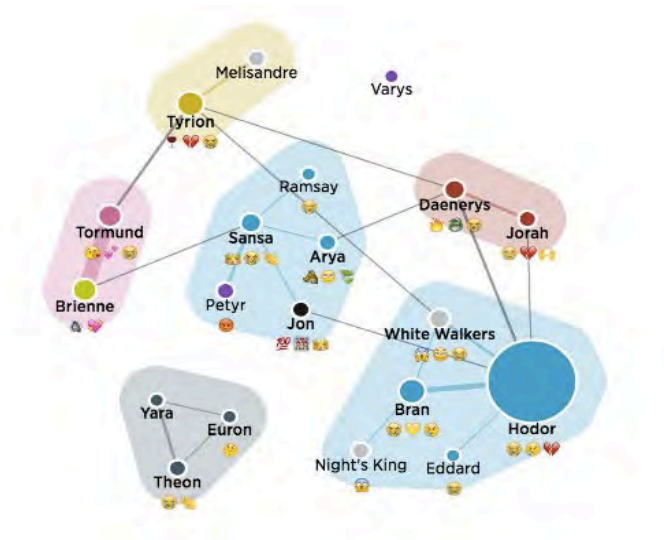 Melisandre
Varys
Tyrion
Ramsay
Daenerys
Tormund
Sansa
Jorah
Arya
Brienne
Petyr
Jon
White Walkers
Yara
Bran
Euron
Hodor
Night's King
Eddard
Theon